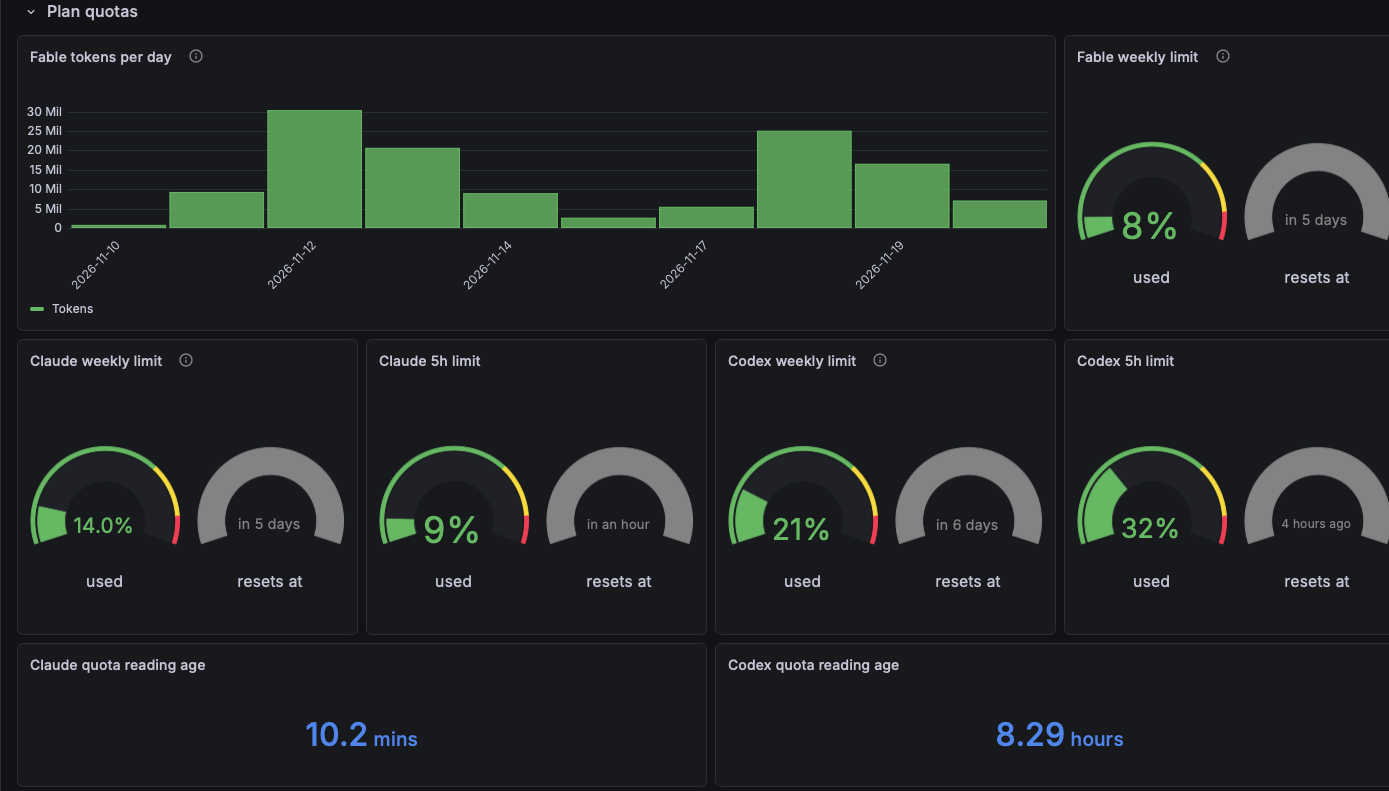 Plan quotas
Fable tokens per day
30 Mil
25 Mil
20 Mil
15 Mil
10 Mil
5 Mil
0
2026-11-10
2026-11-12
2026-11-14
2026-11-17
2026-11-19
Tokens
Fable weekly limit
8%
used
in 5 days
resets at
Claude weekly limit
14.0%
used
in 5 days
resets at
Claude 5h limit
9%
used
in an hour
resets at
Codex weekly limit
21%
used
in 6 days
resets at
Codex 5h limit
32%
used
4 hours ago
resets at
Claude quota reading age
10.2 mins
Codex quota reading age
8.29 hours